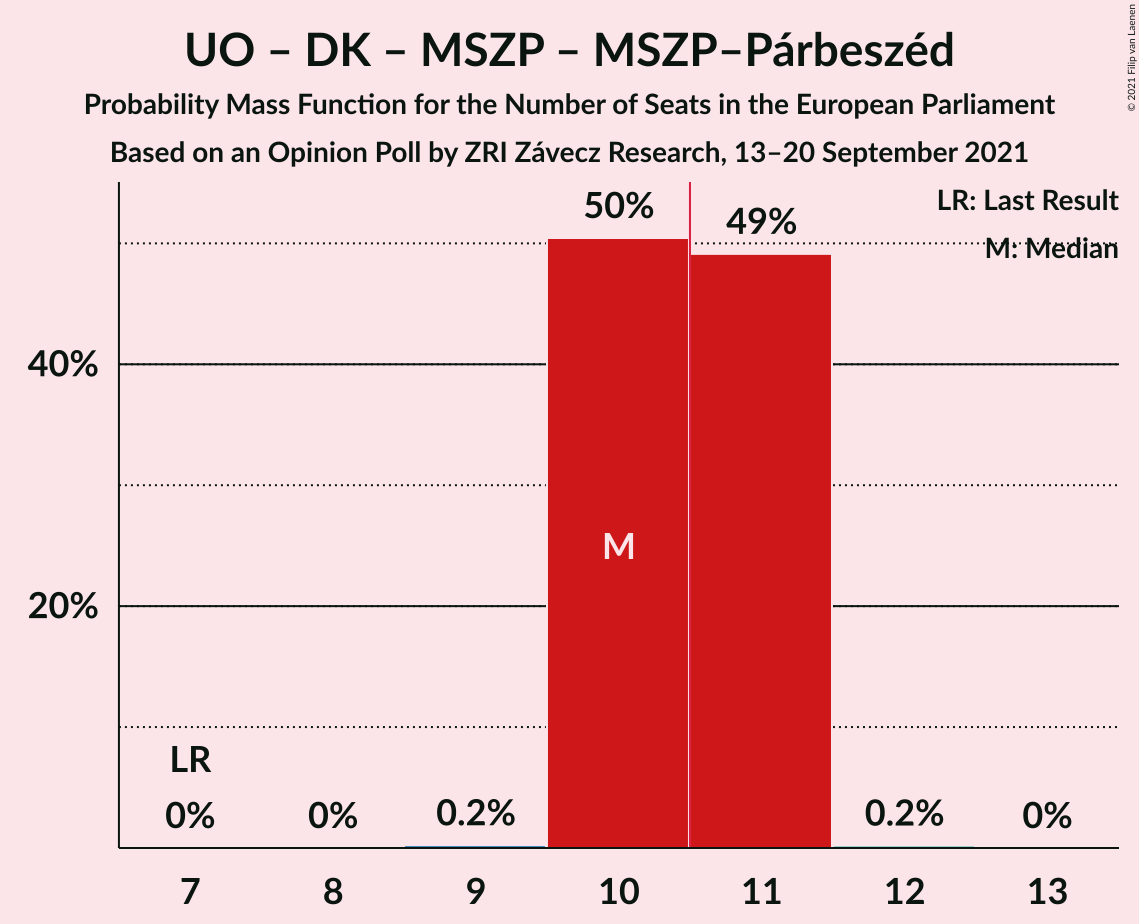 UO – DK – MSZP – MSZP–Párbeszéd
Probability Mass Function for the Number of Seats in the European Parliament
Based on an Opinion Poll by ZRI Závecz Research, 13–20 September 2021
© 2021 Filip van Laenen
LR: Last Result
M: Median
50%
49%
40%
M
20%
LR
0%
0%
0.2%
0.2%
0%
7
8
9
10
11
12
13